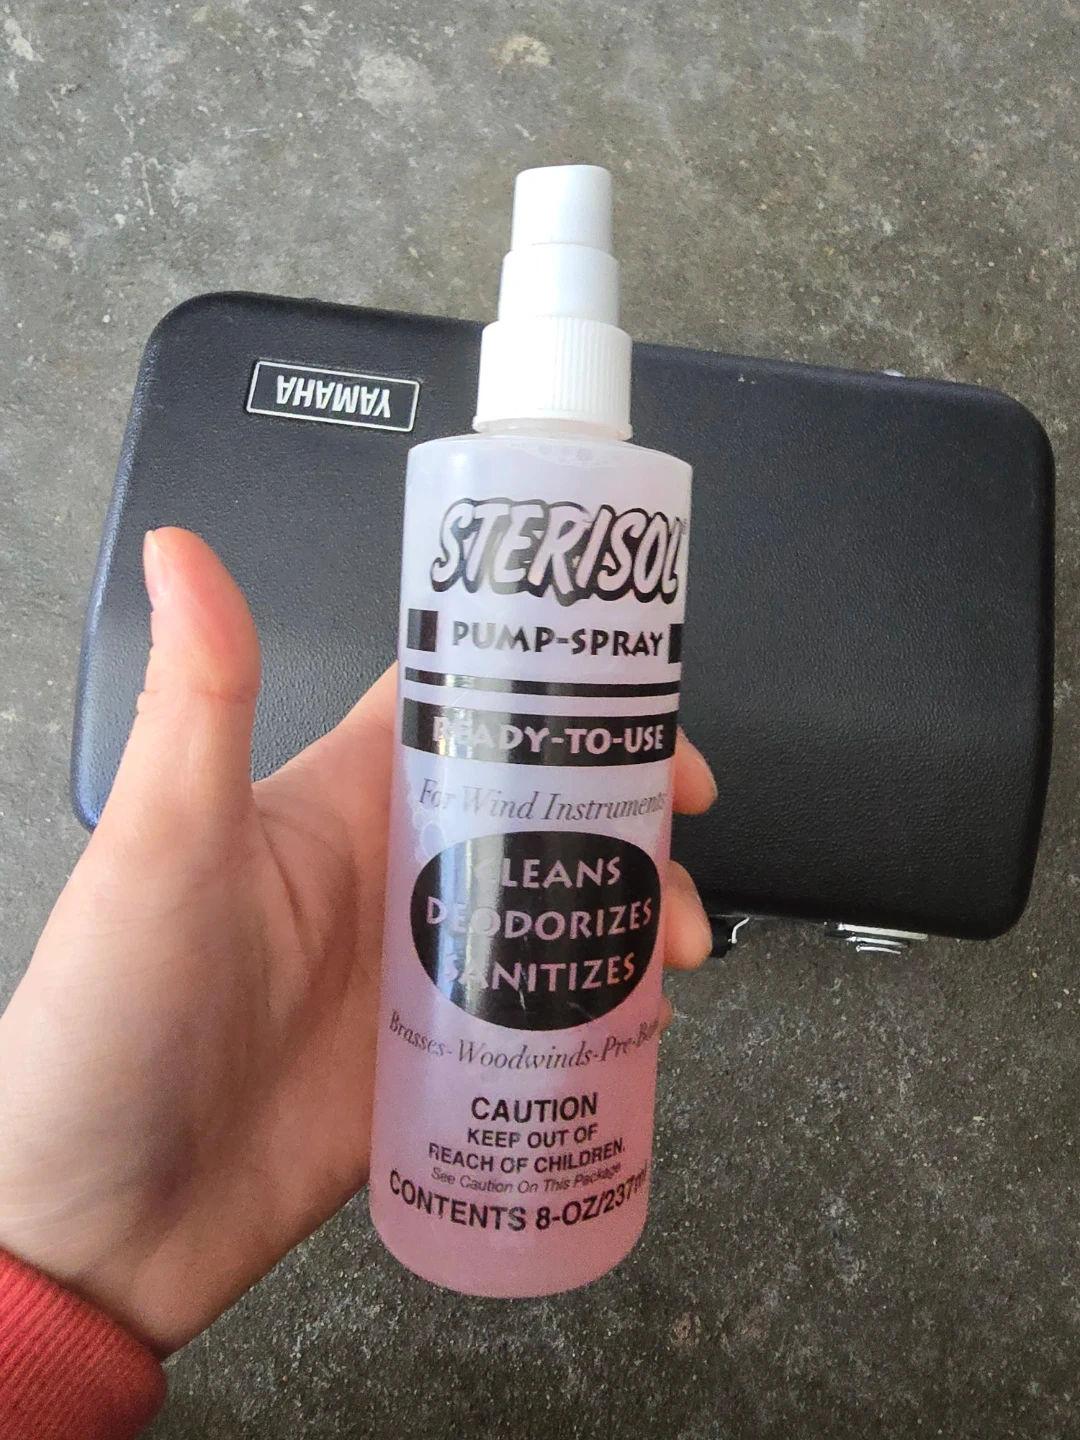 YAMAHA
STERISOL
PUMP-SPRAY
READY-TO-USE
For Wind Instruments
CLEANS
DEODORIZES
SANITIZES
Brasses-Woodwinds-Pre-
CAUTION
KEEP OUT OF
REACH OF CHILDREN.
See Caution On This Package
CONTENTS 8-OZ/237ml